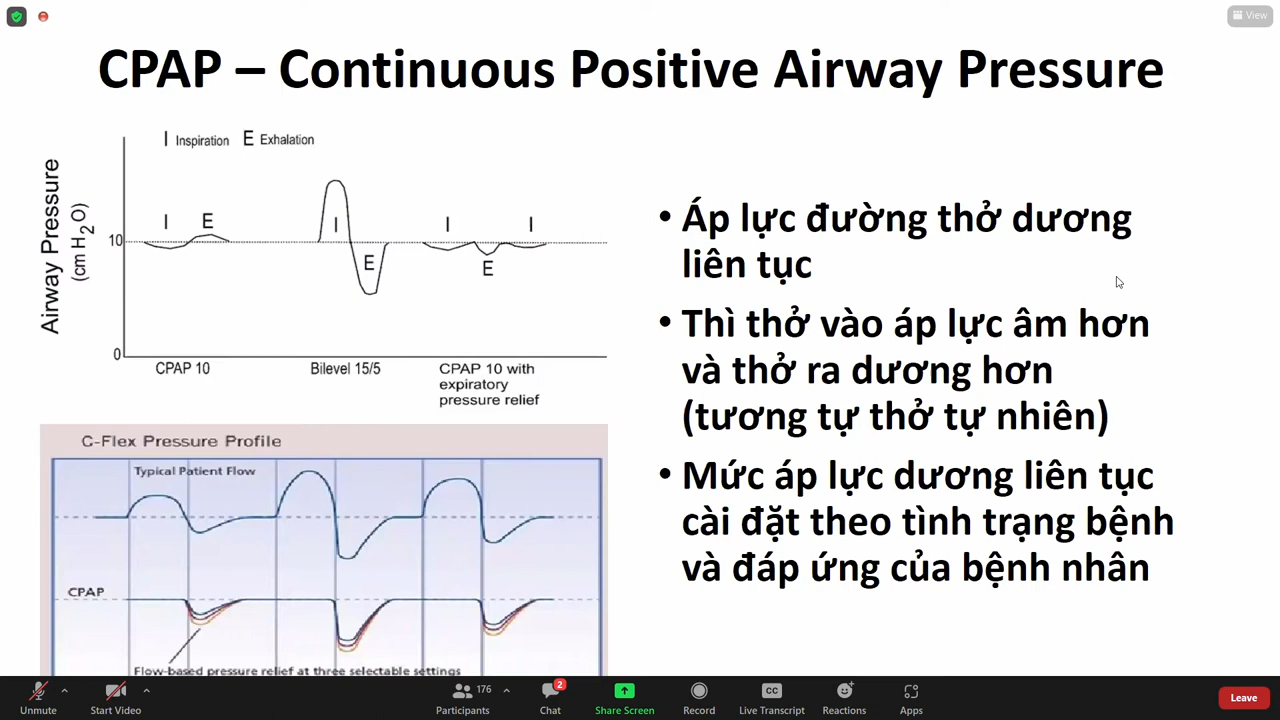 View
CPAP – Continuous Positive Airway Pressure
I Inspiration E Exhalation
Airway Pressure
(cm H2O)
10
0
I E
I
E
I I
E
CPAP 10
Bilevel 15/5
CPAP 10 with
expiratory
pressure relief
C-Flex Pressure Profile
Typical Patient Flow
CPAP
Flow-based pressure relief at three selectable settings
• Áp lực đường thở dương
liên tục
• Thì thở vào áp lực âm hơn
và thở ra dương hơn
(tương tự thở tự nhiên)
• Mức áp lực dương liên tục
cài đặt theo tình trạng bệnh
và đáp ứng của bệnh nhân
Unmute
Start Video
176
Participants
2
Chat
Share Screen
Record
CC
Live Transcript
Reactions
Apps
Leave